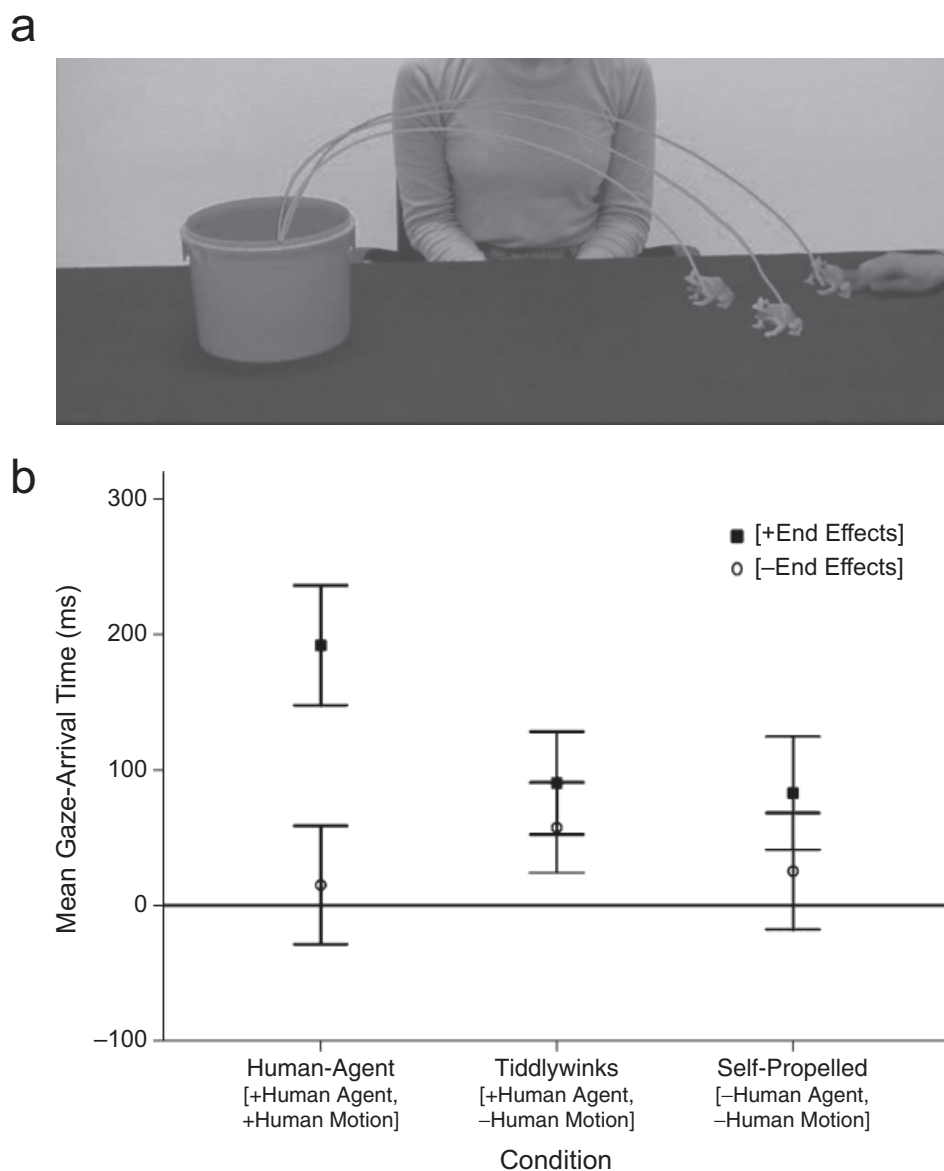 a
b
300
200
100
0
–100
Mean Gaze-Arrival Time (ms)
[+End Effects]
[–End Effects]
Human-Agent
[+Human Agent,
+Human Motion]
Tiddlywinks
[+Human Agent,
–Human Motion]
Self-Propelled
[–Human Agent,
–Human Motion]
Condition